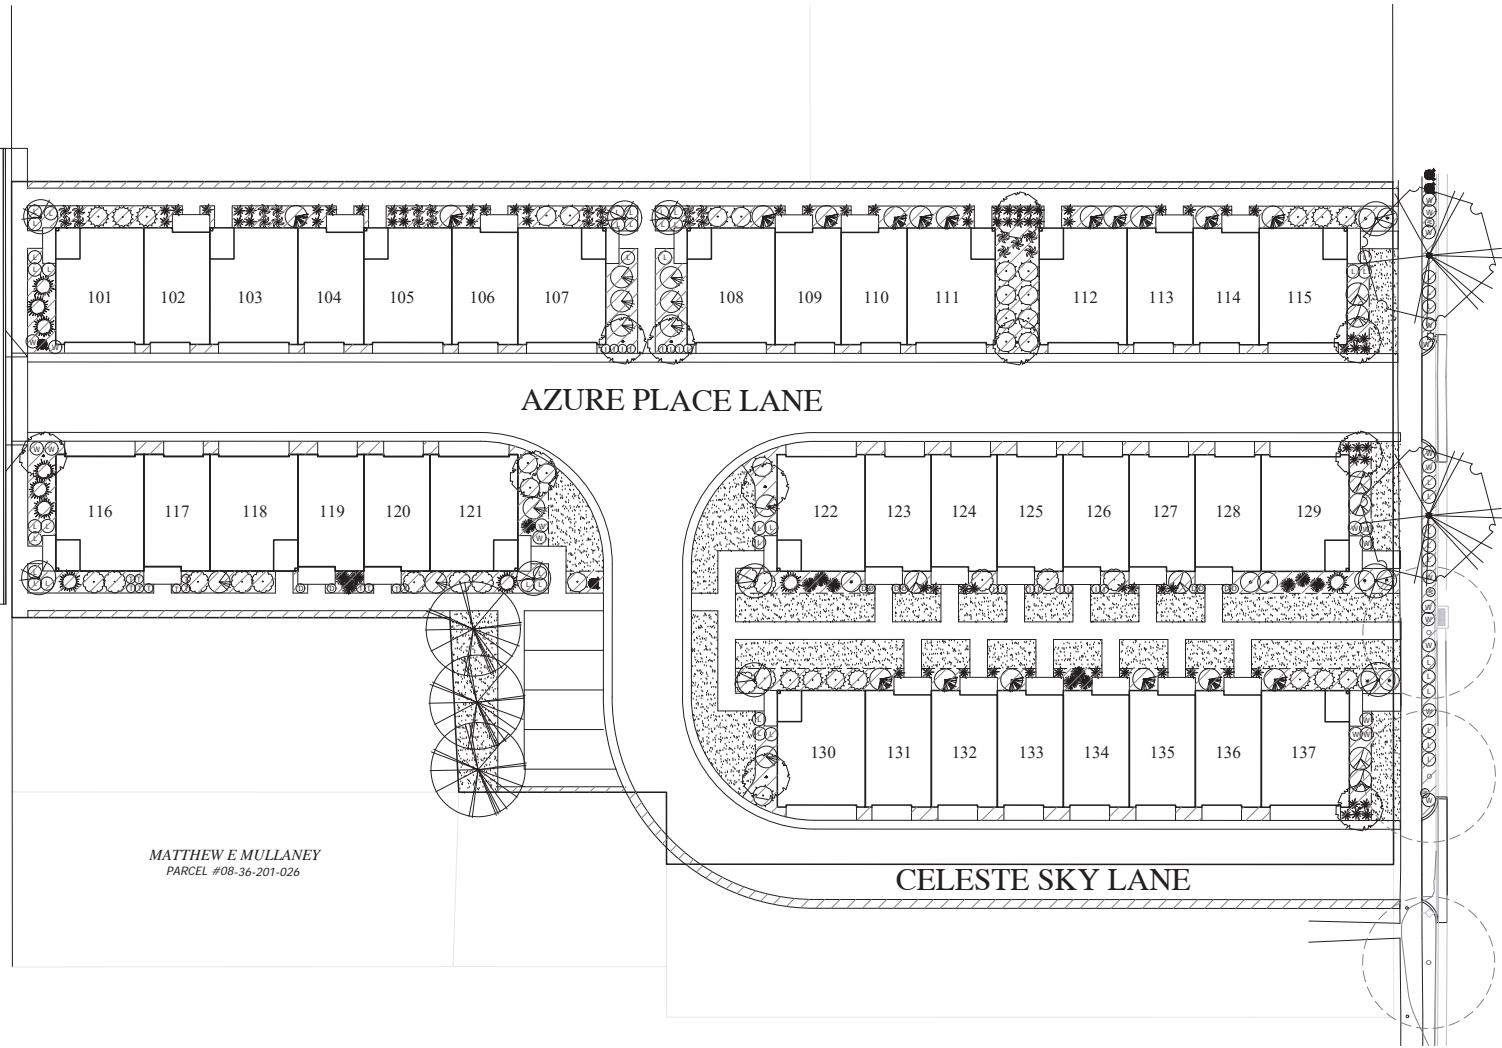 101 102 103 104 105 106 107 108 109 110 111 112 113 114 115
AZURE PLACE LANE
116 117 118 119 120 121 122 123 124 125 126 127 128 129
130 131 132 133 134 135 136 137
MATTHEW E MULLANEY
PARCEL #08-36-201-026
CELESTE SKY LANE